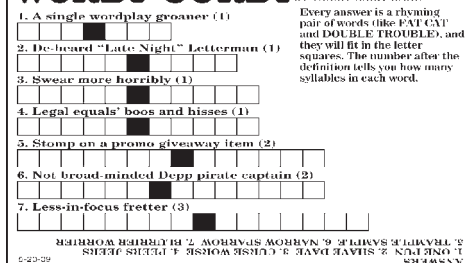 1. A single wordplay groaner (1)
Every answer is a rhyming
pair of words (like FAT CAT
and DOUBLE TROUBLE), and
they will fit in the letter
squares. The number after the
definition tells you how many
syllables in each word.
2. De-beard "Late Night" Letterman (1)
3. Swear more horribly (1)
4. Legal equals' boos and hisses (1)
5. Stomp on a promo giveaway item (2)
6. Not broad-minded Depp pirate captain (2)
7. Less-in-focus fretter (3)
ANSWERS
1. ONE PUN 2. SHAVE DAVE 3. CURSE WORSE 4. PEERS' JEERS
5. TRAMPLE SAMPLE 6. NARROW SPARROW 7. BLURRIER WORRIER